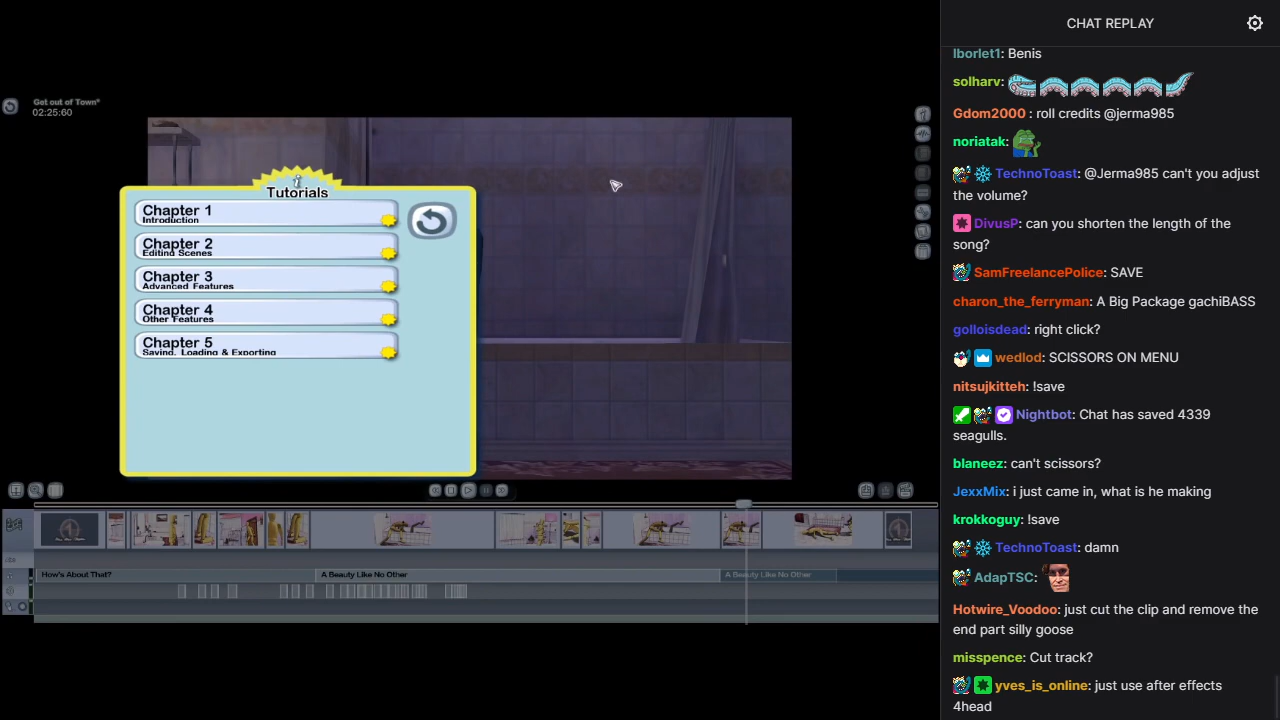 Get out of Town*
02:25:60
Tutorials
Chapter 1
Introduction
Chapter 2
Editing Scenes
Chapter 3
Advanced Features
Chapter 4
Other Features
Chapter 5
Saving, Loading & Exporting
How's About That?
A Beauty Like No Other
A Beauty Like No Other
CHAT REPLAY
lborlet1: Benis
solharv:
Gdom2000 : roll credits @jerma985
noriatak:
TechnoToast: @Jerma985 can't you adjust
the volume?
DivusP: can you shorten the length of the
song?
SamFreelancePolice: SAVE
charon_the_ferryman: A Big Package gachiBASS
golloisdead: right click?
wedlod: SCISSORS ON MENU
nitsujkitteh: !save
Nightbot: Chat has saved 4339
seagulls.
blaneez: can't scissors?
JexxMix: i just came in, what is he making
krokkoguy: !save
TechnoToast: damn
AdapTSC:
Hotwire_Voodoo: just cut the clip and remove the
end part silly goose
misspence: Cut track?
yves_is_online: just use after effects
4head